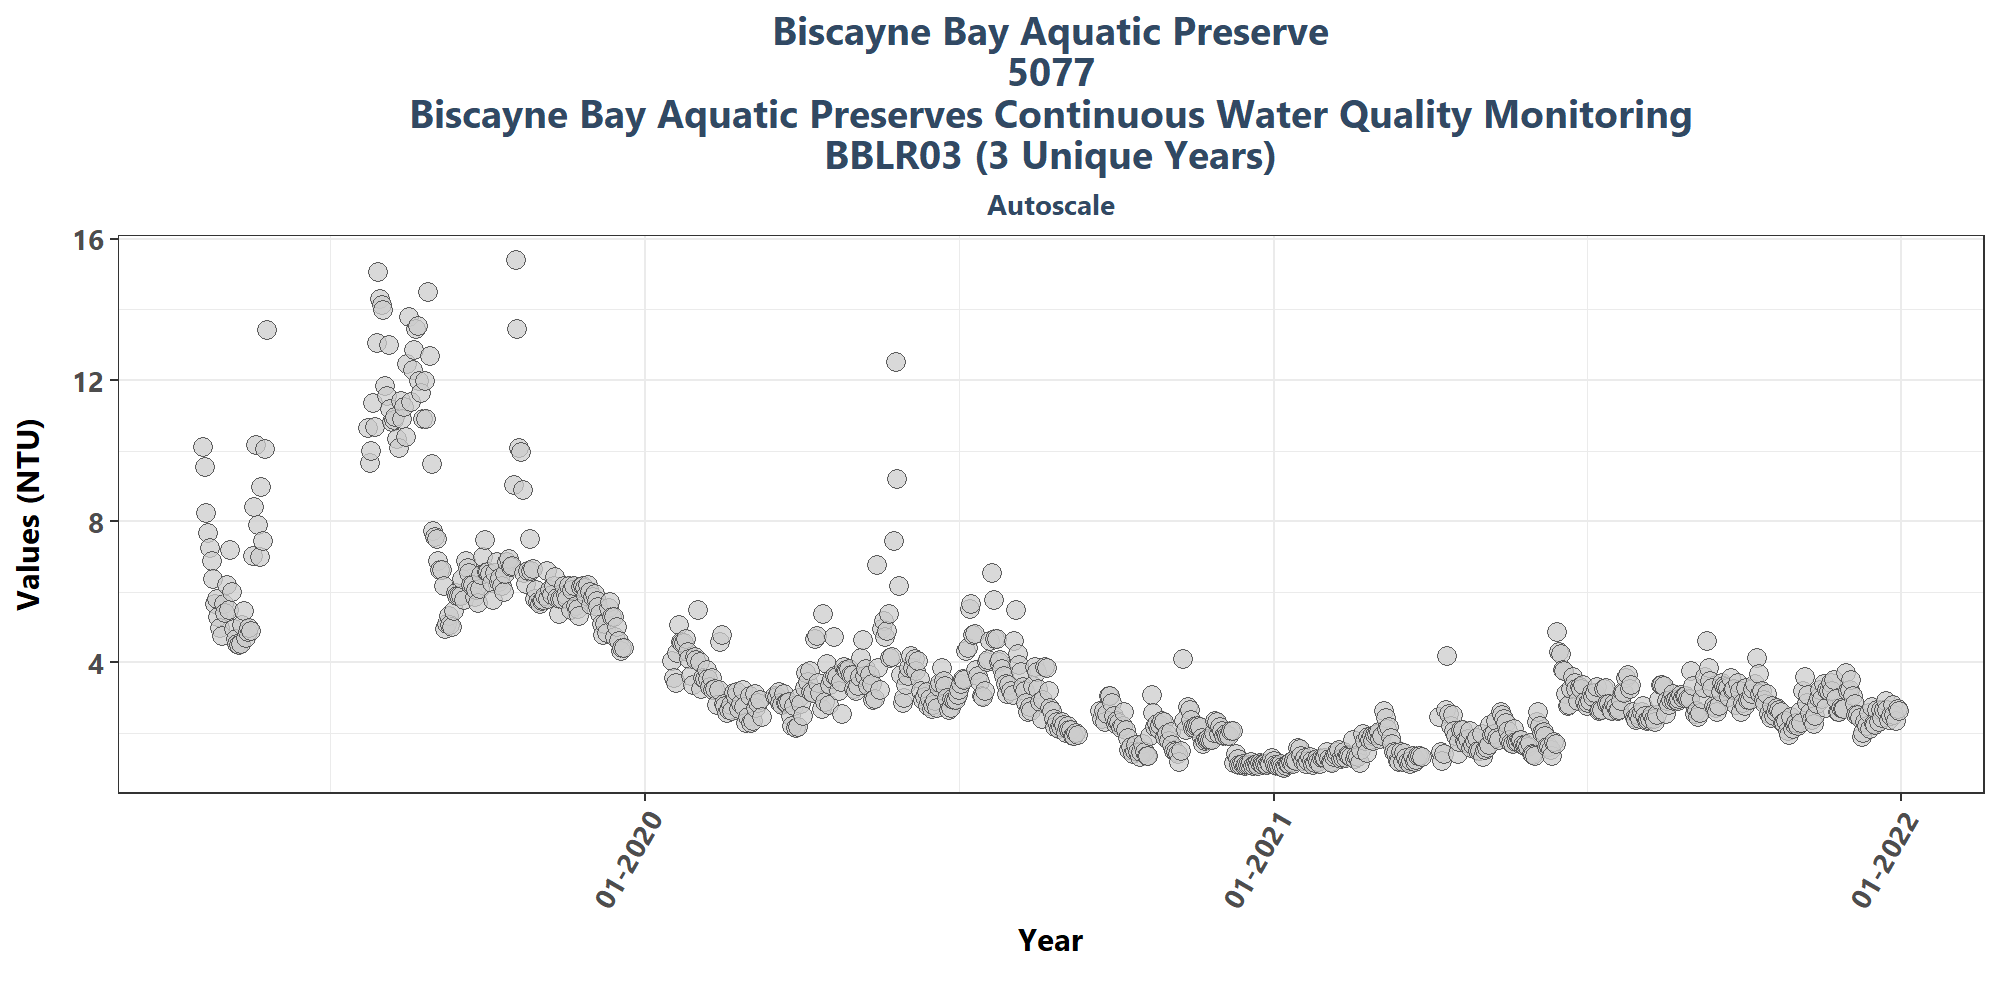 Biscayne Bay Aquatic Preserve
5077
Biscayne Bay Aquatic Preserves Continuous Water Quality Monitoring
BBLR03 (3 Unique Years)
Autoscale
16
12
8
4
Values (NTU)
01-2020
01-2021
01-2022
Year